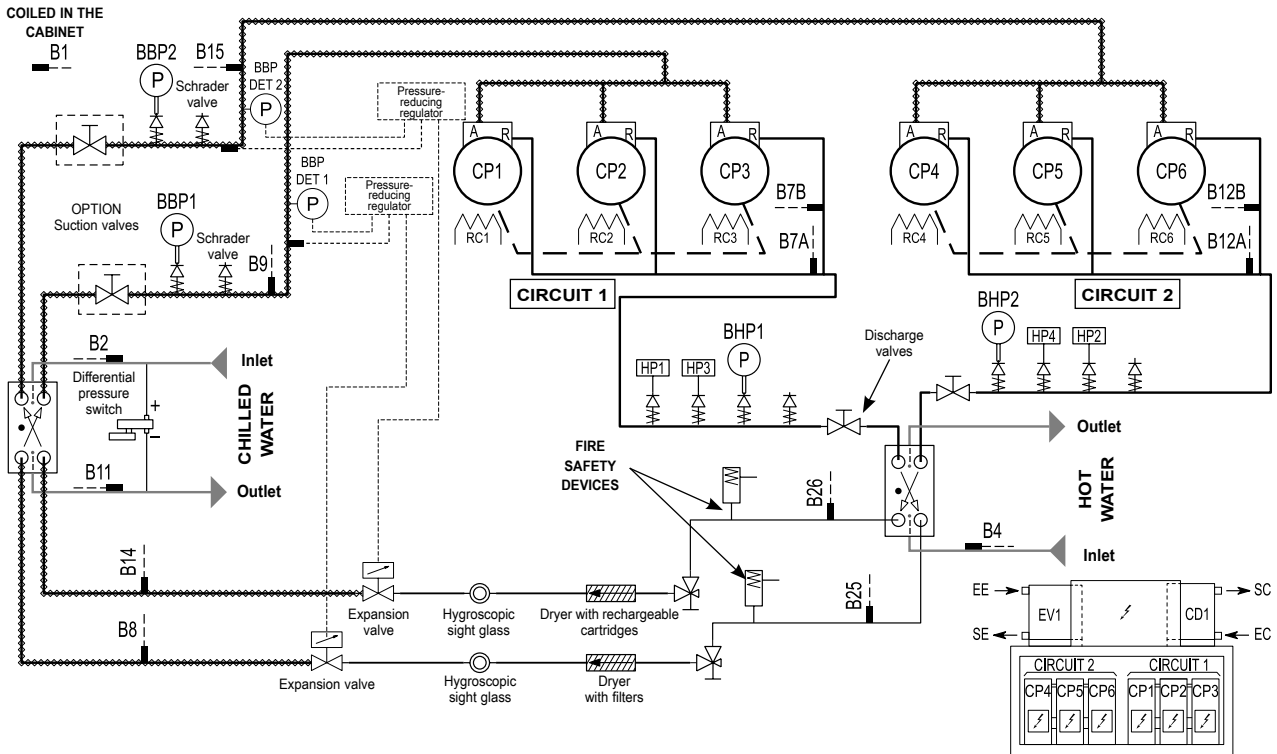 COILED IN THE
CABINET
B1
BBP2
B15
Schrader
valve
P
BBP
DET 2
P
Pressure-
reducing
regulator
BBP
DET 1
P
Pressure-
reducing
regulator
OPTION
Suction valves
BBP1
P
Schrader
valve
B9
A R
CP1
RC1
CP2
RC2
A R
CP3
RC3
B7B
B7A
CIRCUIT 1
A R
CP4
RC4
A
CP5
RC5
A R
CP6
RC6
B12B
B12A
CIRCUIT 2
B2
Inlet
Differential
pressure
switch
+
–
CHILLED
WATER
B11
Outlet
HP1
HP3
BHP1
P
Discharge
valves
BHP2
P
HP4
HP2
Outlet
HOT
WATER
B4
Inlet
FIRE
SAFETY
DEVICES
B26
B25
B14
Expansion
valve
Hygroscopic
sight glass
Dryer with rechargeable
cartridges
B8
Expansion valve
Hygroscopic
sight glass
Dryer
with filters
EE
SE
EV1
CD1
SC
EC
CIRCUIT 2
CIRCUIT 1
CP4 CP5 CP6
CP1 CP2 CP3